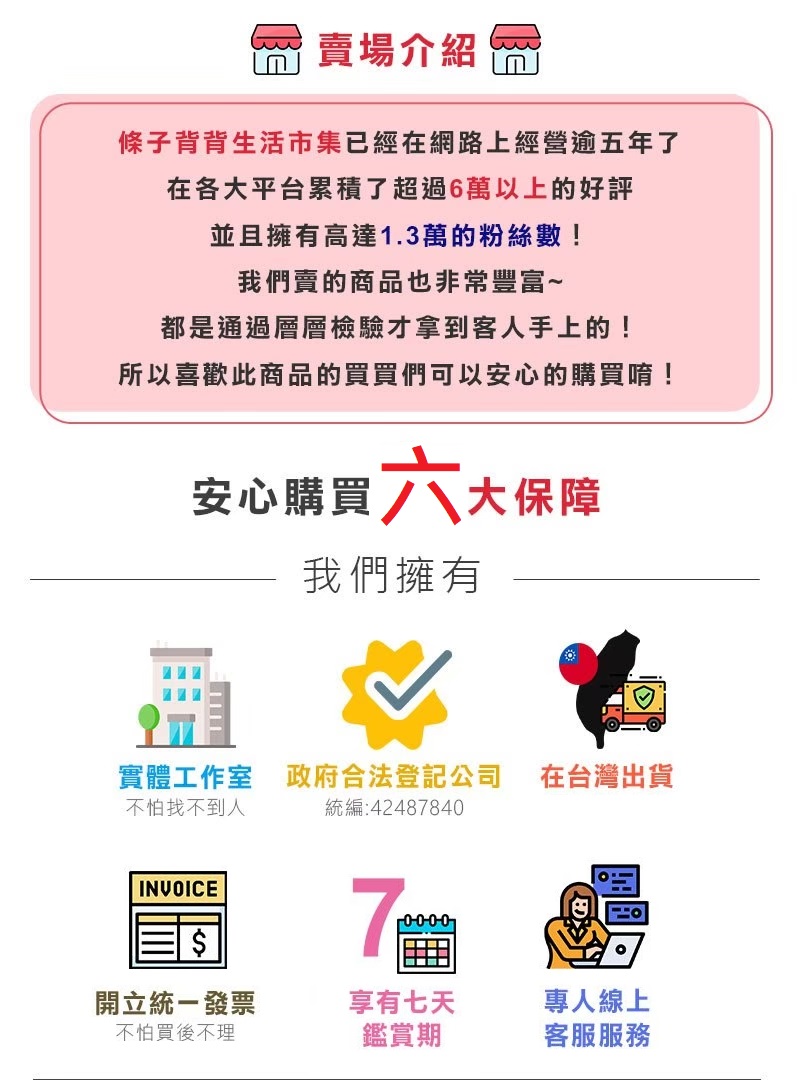 賣場介紹
條子背背生活市集已經在網路上經營逾五年了
在各大平台累積了超過6萬以上的好評
並且擁有高達1.3萬的粉絲數！
我們賣的商品也非常豐富~
都是通過層層檢驗才拿到客人手上的！
所以喜歡此商品的買買們可以安心的購買唷！
安心購買六大保障
我們擁有
實體工作室
不怕找不到人
政府合法登記公司
統編:42487840
在台灣出貨
INVOICE
$
開立統一發票
不怕買後不理
7
享有七天
鑑賞期
專人線上
客服服務